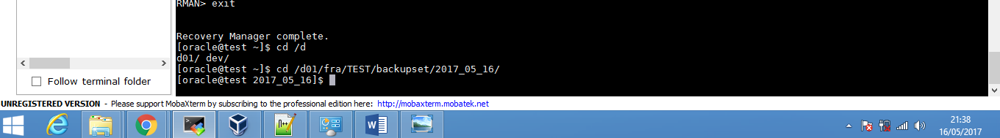 RMAN> exit
Recovery Manager complete.
[oracle@test ~]$ cd /d
d01/ dev/
[oracle@test ~]$ cd /d01/fra/TEST/backupset/2017_05_16/
[oracle@test 2017_05_16]$
Follow terminal folder
UNREGISTERED VERSION - Please support MobaXterm by subscribing to the professional edition here: http://mobaxterm.mobatek.net
21:38
16/05/2017